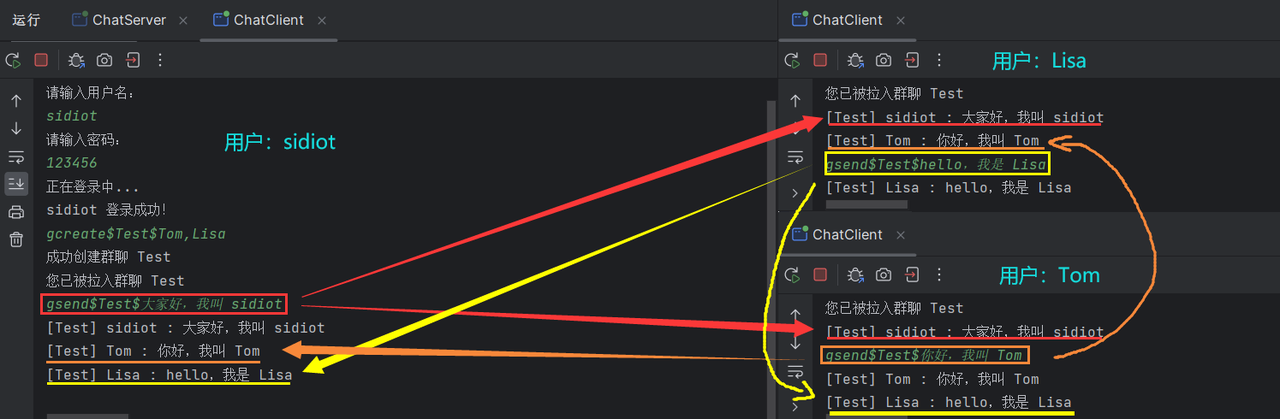 运行
ChatServer
ChatClient
请输入用户名：
sidiot
请输入密码：
123456
正在登录中...
sidiot 登录成功！
gcreate$Test$Tom,Lisa
成功创建群聊 Test
您已被拉入群聊 Test
gsend$Test$大家好，我叫 sidiot
[Test] sidiot : 大家好，我叫 sidiot
[Test] Tom : 你好，我叫 Tom
[Test] Lisa : hello，我是 Lisa
用户：sidiot
ChatClient
用户：Lisa
您已被拉入群聊 Test
[Test] sidiot : 大家好，我叫 sidiot
[Test] Tom : 你好，我叫 Tom
gsend$Test$hello，我是 Lisa
[Test] Lisa : hello，我是 Lisa
ChatClient
用户：Tom
您已被拉入群聊 Test
[Test] sidiot : 大家好，我叫 sidiot
gsend$Test$你好，我叫 Tom
[Test] Tom : 你好，我叫 Tom
[Test] Lisa : hello，我是 Lisa